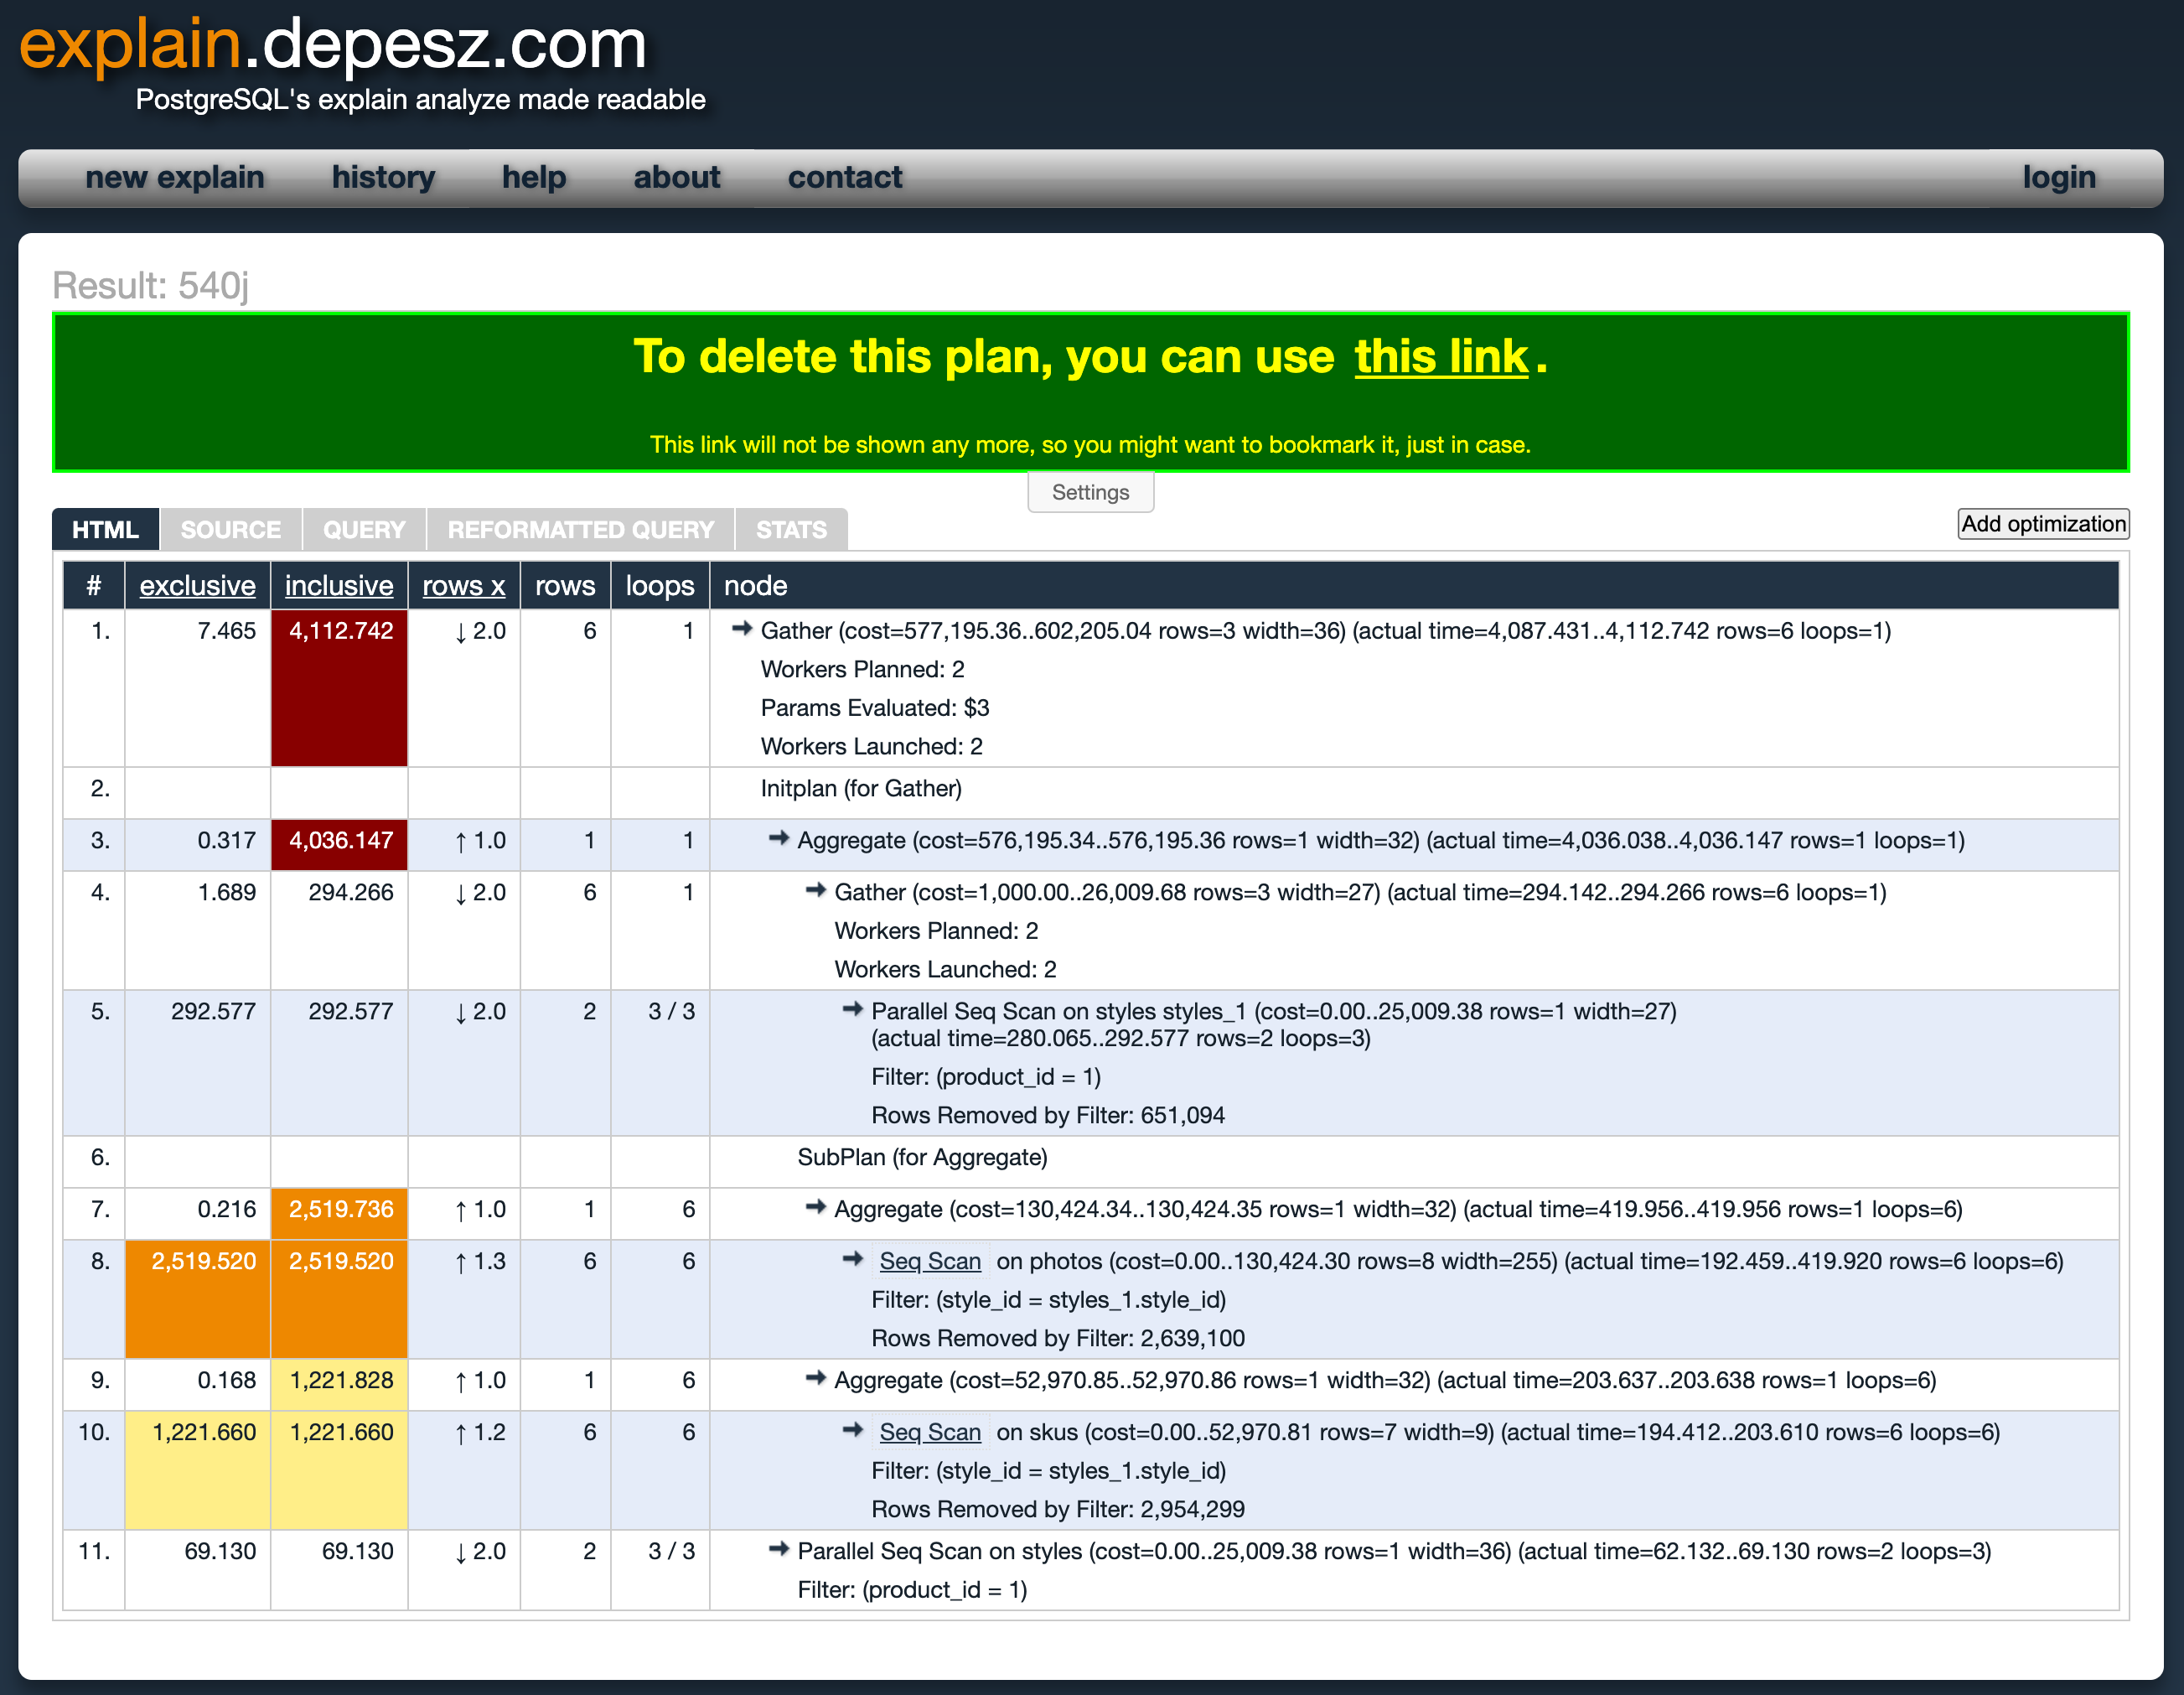 explain.depesz.com
PostgreSQL's explain analyze made readable
new explain history help about contact login
Result: 540j
To delete this plan, you can use this link.
This link will not be shown any more, so you might want to bookmark it, just in case.
Settings
HTML SOURCE QUERY REFORMATTED QUERY STATS Add optimization
# exclusive inclusive rows x rows loops node
1. 7.465 4,112.742 ↓ 2.0 6 1 → Gather (cost=577,195.36..602,205.04 rows=3 width=36) (actual time=4,087.431..4,112.742 rows=6 loops=1)
Workers Planned: 2
Params Evaluated: $3
Workers Launched: 2
2. Initplan (for Gather)
3. 0.317 4,036.147 ↑ 1.0 1 1 → Aggregate (cost=576,195.34..576,195.36 rows=1 width=32) (actual time=4,036.038..4,036.147 rows=1 loops=1)
4. 1.689 294.266 ↓ 2.0 6 1 → Gather (cost=1,000.00..26,009.68 rows=3 width=27) (actual time=294.142..294.266 rows=6 loops=1)
Workers Planned: 2
Workers Launched: 2
5. 292.577 292.577 ↓ 2.0 2 3 / 3 → Parallel Seq Scan on styles styles_1 (cost=0.00..25,009.38 rows=1 width=27)
(actual time=280.065..292.577 rows=2 loops=3)
Filter: (product_id = 1)
Rows Removed by Filter: 651,094
6. SubPlan (for Aggregate)
7. 0.216 2,519.736 ↑ 1.0 1 6 → Aggregate (cost=130,424.34..130,424.35 rows=1 width=32) (actual time=419.956..419.956 rows=1 loops=6)
8. 2,519.520 2,519.520 ↑ 1.3 6 6 → Seq Scan on photos (cost=0.00..130,424.30 rows=8 width=255) (actual time=192.459..419.920 rows=6 loops=6)
Filter: (style_id = styles_1.style_id)
Rows Removed by Filter: 2,639,100
9. 0.168 1,221.828 ↑ 1.0 1 6 → Aggregate (cost=52,970.85..52,970.86 rows=1 width=32) (actual time=203.637..203.638 rows=1 loops=6)
10. 1,221.660 1,221.660 ↑ 1.2 6 6 → Seq Scan on skus (cost=0.00..52,970.81 rows=7 width=9) (actual time=194.412..203.610 rows=6 loops=6)
Filter: (style_id = styles_1.style_id)
Rows Removed by Filter: 2,954,299
11. 69.130 69.130 ↓ 2.0 2 3 / 3 → Parallel Seq Scan on styles (cost=0.00..25,009.38 rows=1 width=36) (actual time=62.132..69.130 rows=2 loops=3)
Filter: (product_id = 1)